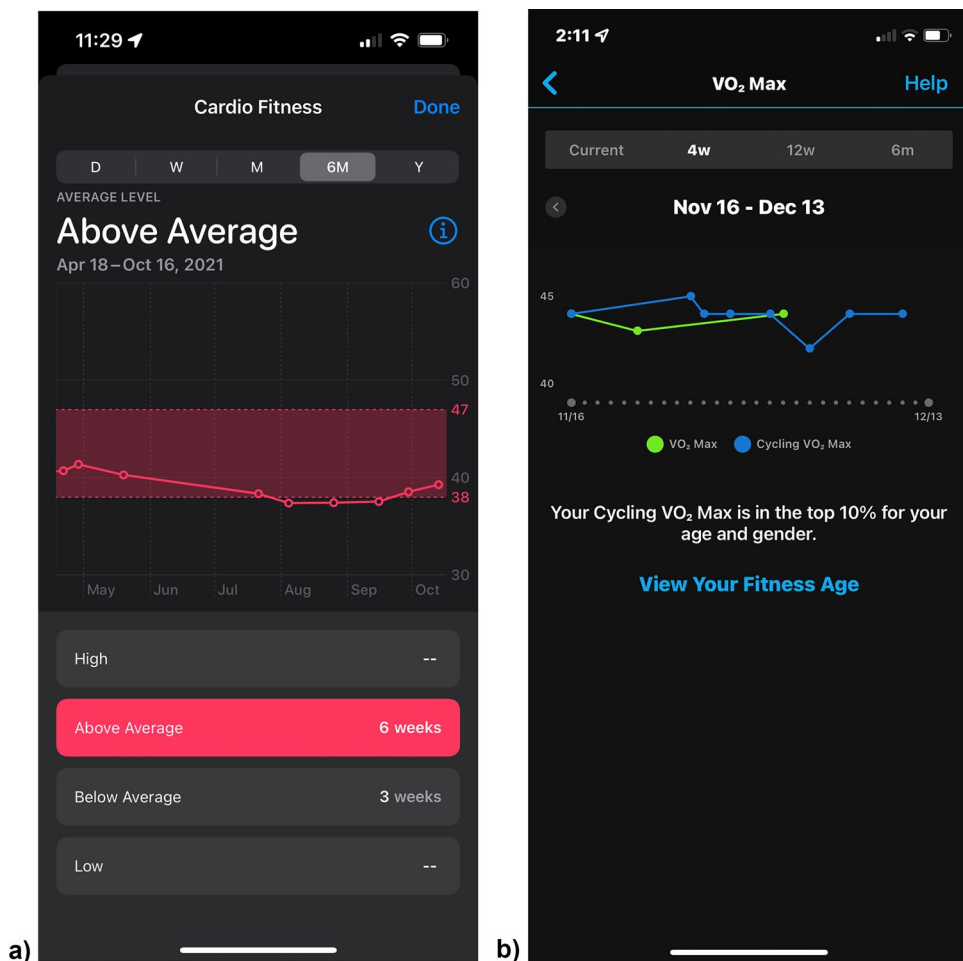 11:29
Cardio Fitness Done
D W M 6M Y
AVERAGE LEVEL
Above Average
Apr 18–Oct 16, 2021
60
50
47
40
38
30
May Jun Jul Aug Sep Oct
High --
Above Average 6 weeks
Below Average 3 weeks
Low --
a)
2:11
VO₂ Max Help
Current 4w 12w 6m
Nov 16 - Dec 13
45
40
11/16 12/13
VO₂ Max Cycling VO₂ Max
Your Cycling VO₂ Max is in the top 10% for your
age and gender.
View Your Fitness Age
b)